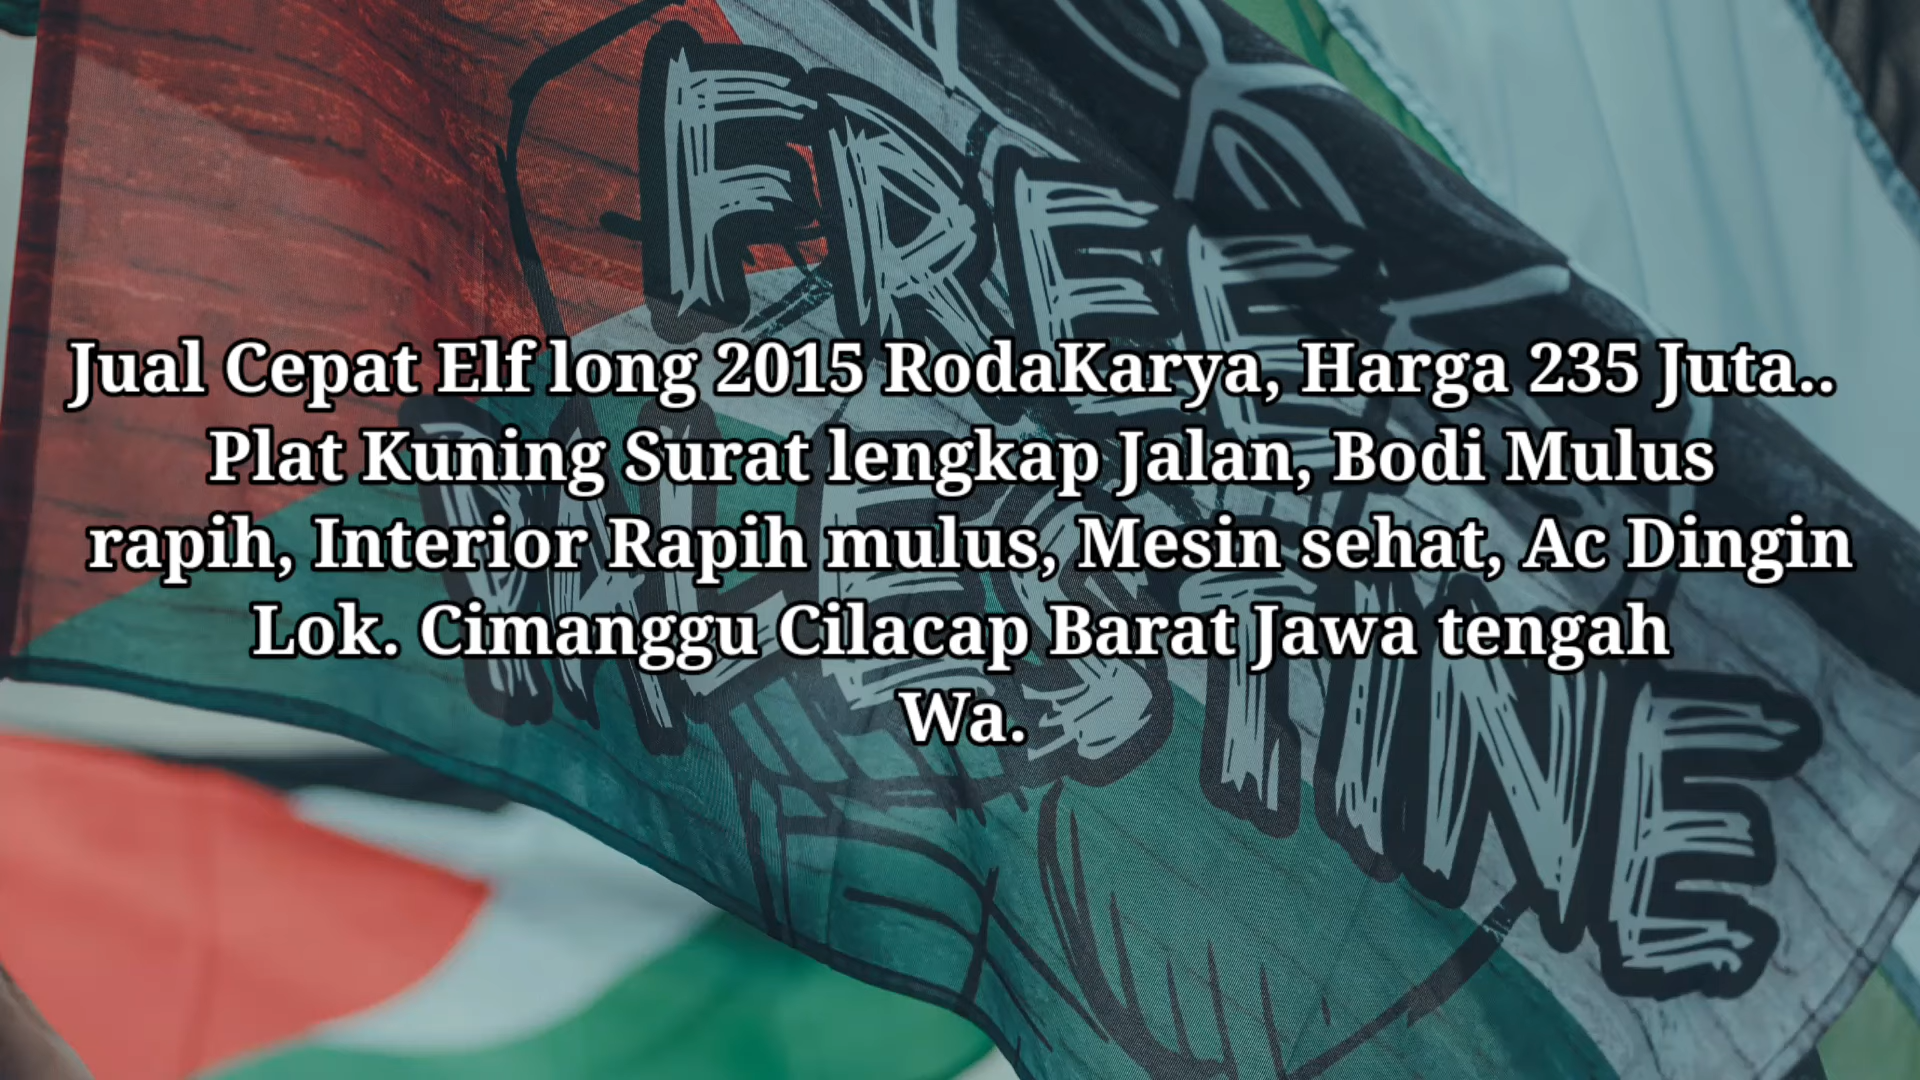 FREE
PALESTINE
Jual Cepat Elf long 2015 RodaKarya, Harga 235 Juta..
Plat Kuning Surat lengkap Jalan, Bodi Mulus
rapih, Interior Rapih mulus, Mesin sehat, Ac Dingin
Lok. Cimanggu Cilacap Barat Jawa tengah
Wa.